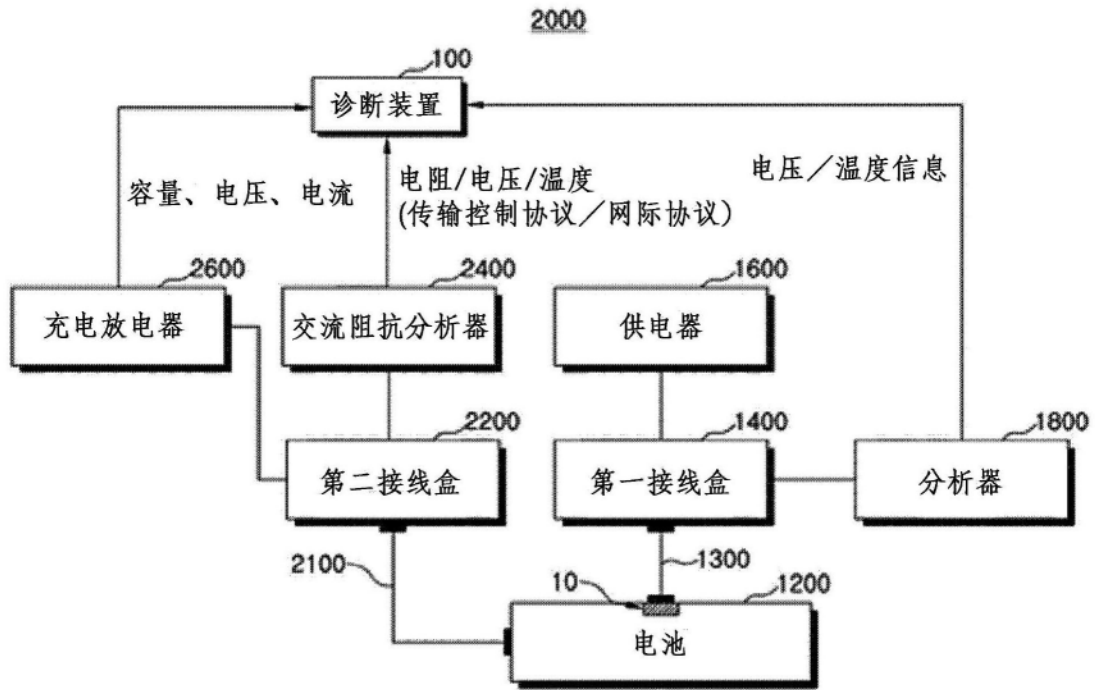 2000
100
诊断装置
容量、电压、电流
电阻/电压/温度
(传输控制协议／网际协议)
电压／温度信息
2600
充电放电器
2400
交流阻抗分析器
1600
供电器
2200
第二接线盒
1400
第一接线盒
1800
分析器
2100
1300
10
1200
电池